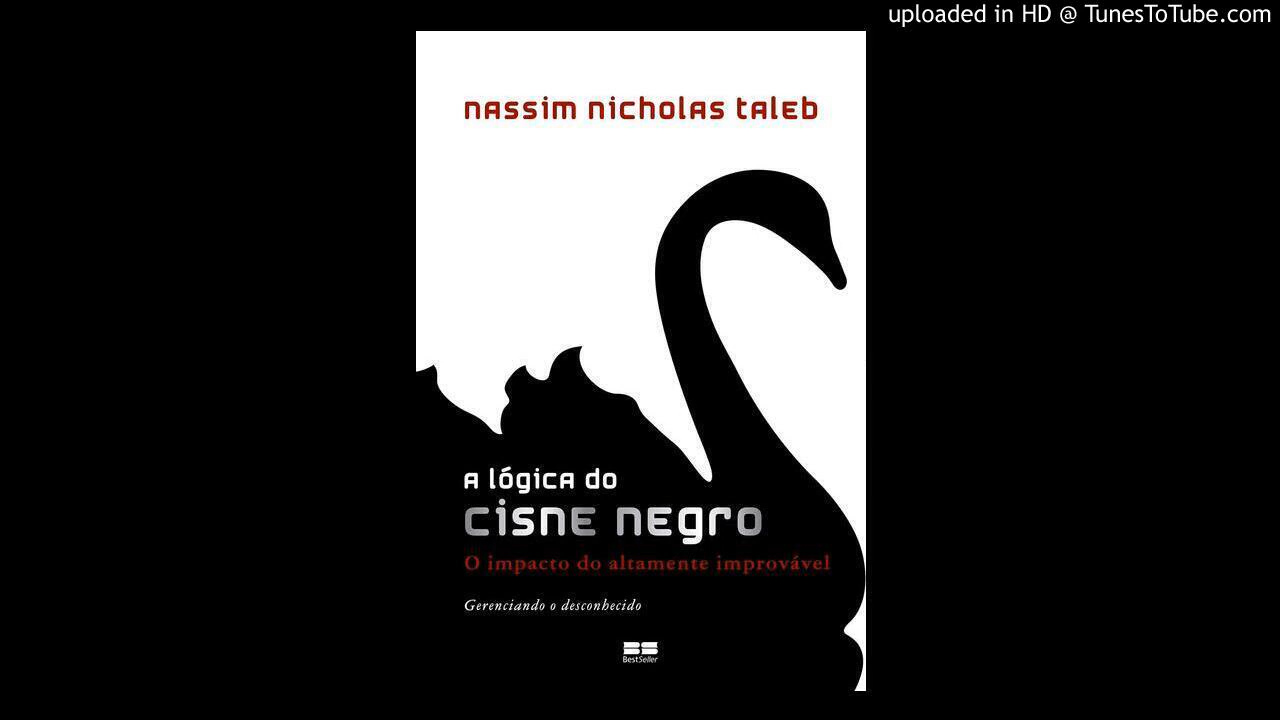 uploaded in HD @ TunesToTube.com
nassim nicholas taleb
a lógica do
cisne negro
O impacto do altamente improvável
Gerenciando o desconhecido
BS
BestSeller